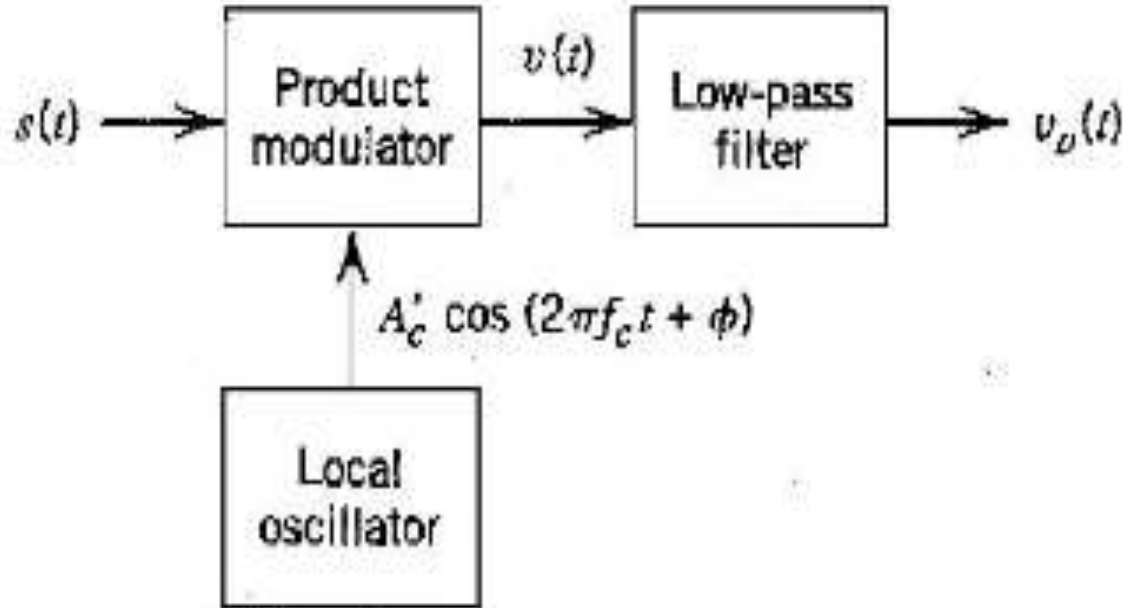 s(t)
Product
modulator
v(t)
Low-pass
filter
v_o(t)
A'_c cos (2πf_c t + ϕ)
Local
oscillator